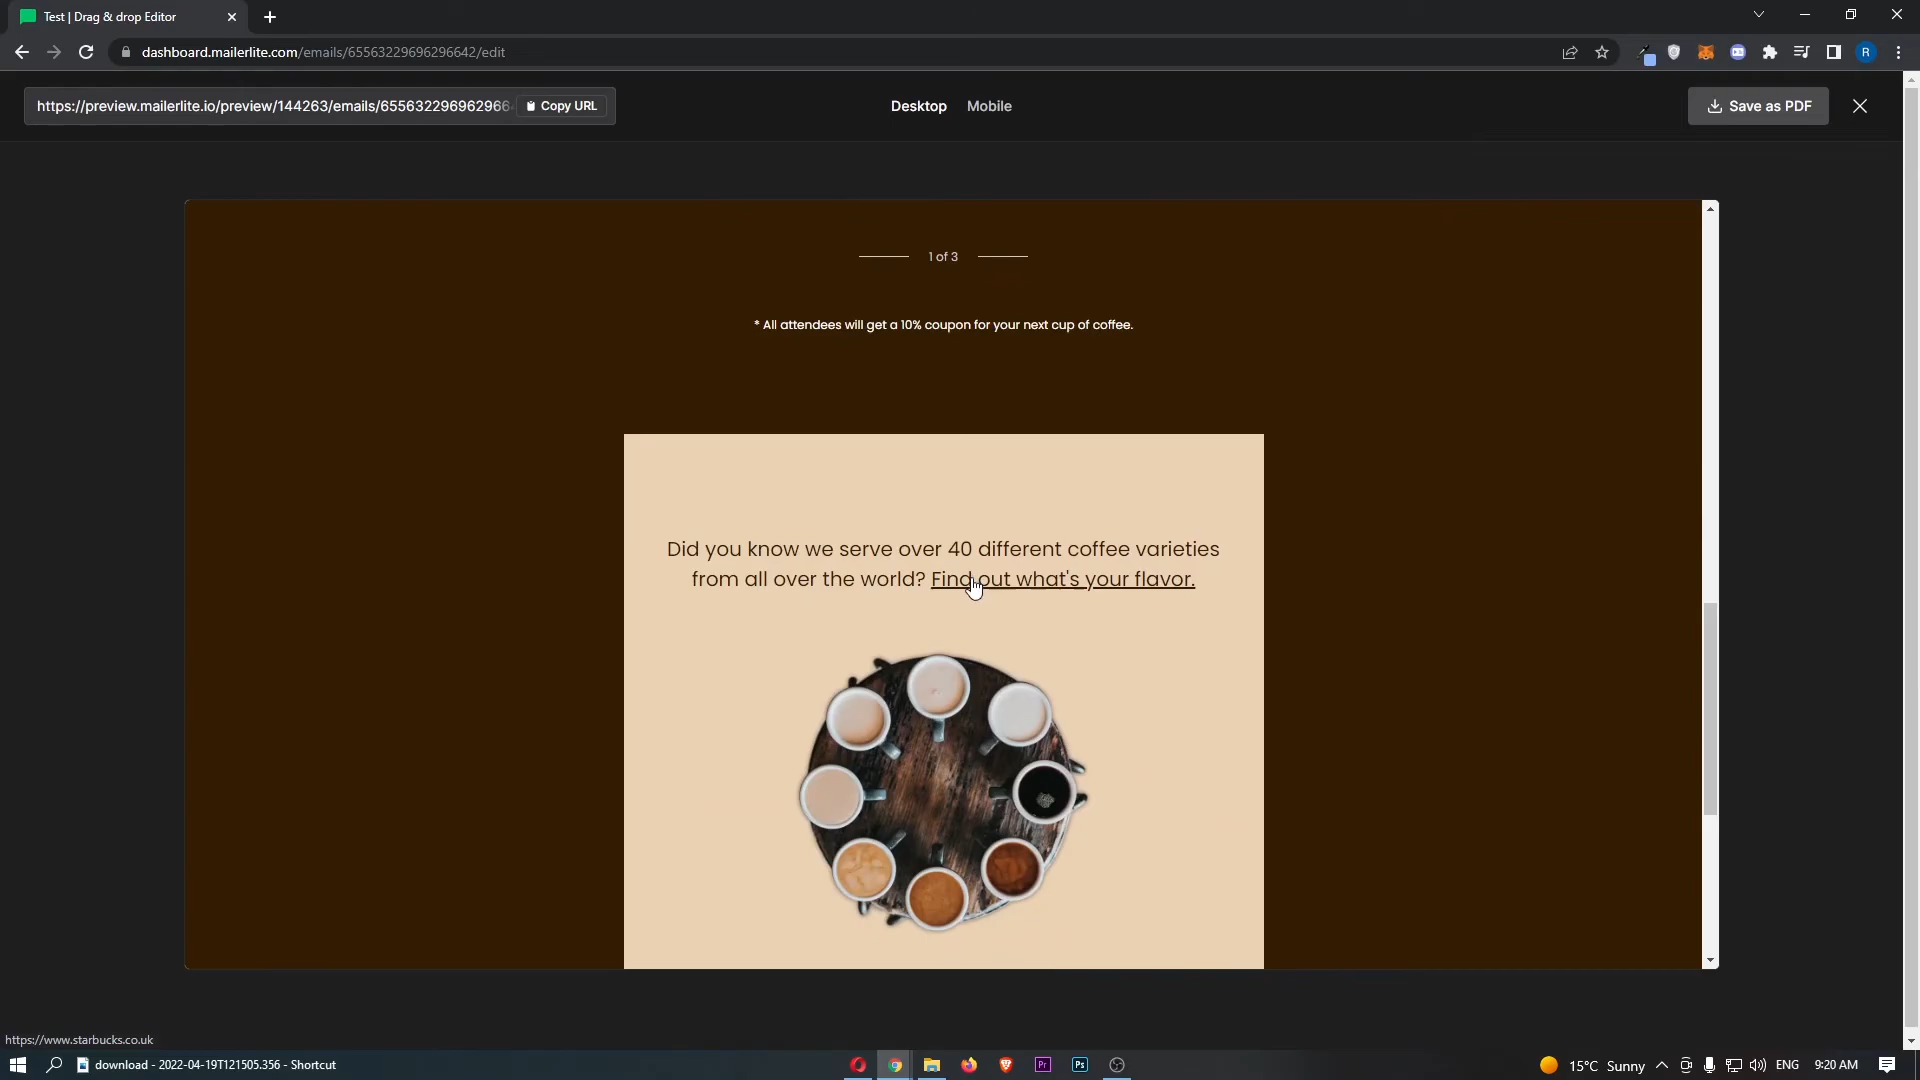 Test | Drag & drop Editor
dashboard.mailerlite.com/emails/65563229696296642/edit
R
https://preview.mailerlite.io/preview/144263/emails/6556322969629664
Copy URL
Desktop
Mobile
Save as PDF
1 of 3
* All attendees will get a 10% coupon for your next cup of coffee.
Did you know we serve over 40 different coffee varieties
from all over the world? Find out what's your flavor.
https://www.starbucks.co.uk
download - 2022-04-19T121505.356 - Shortcut
Pr
Ps
15°C Sunny
ENG
9:20 AM